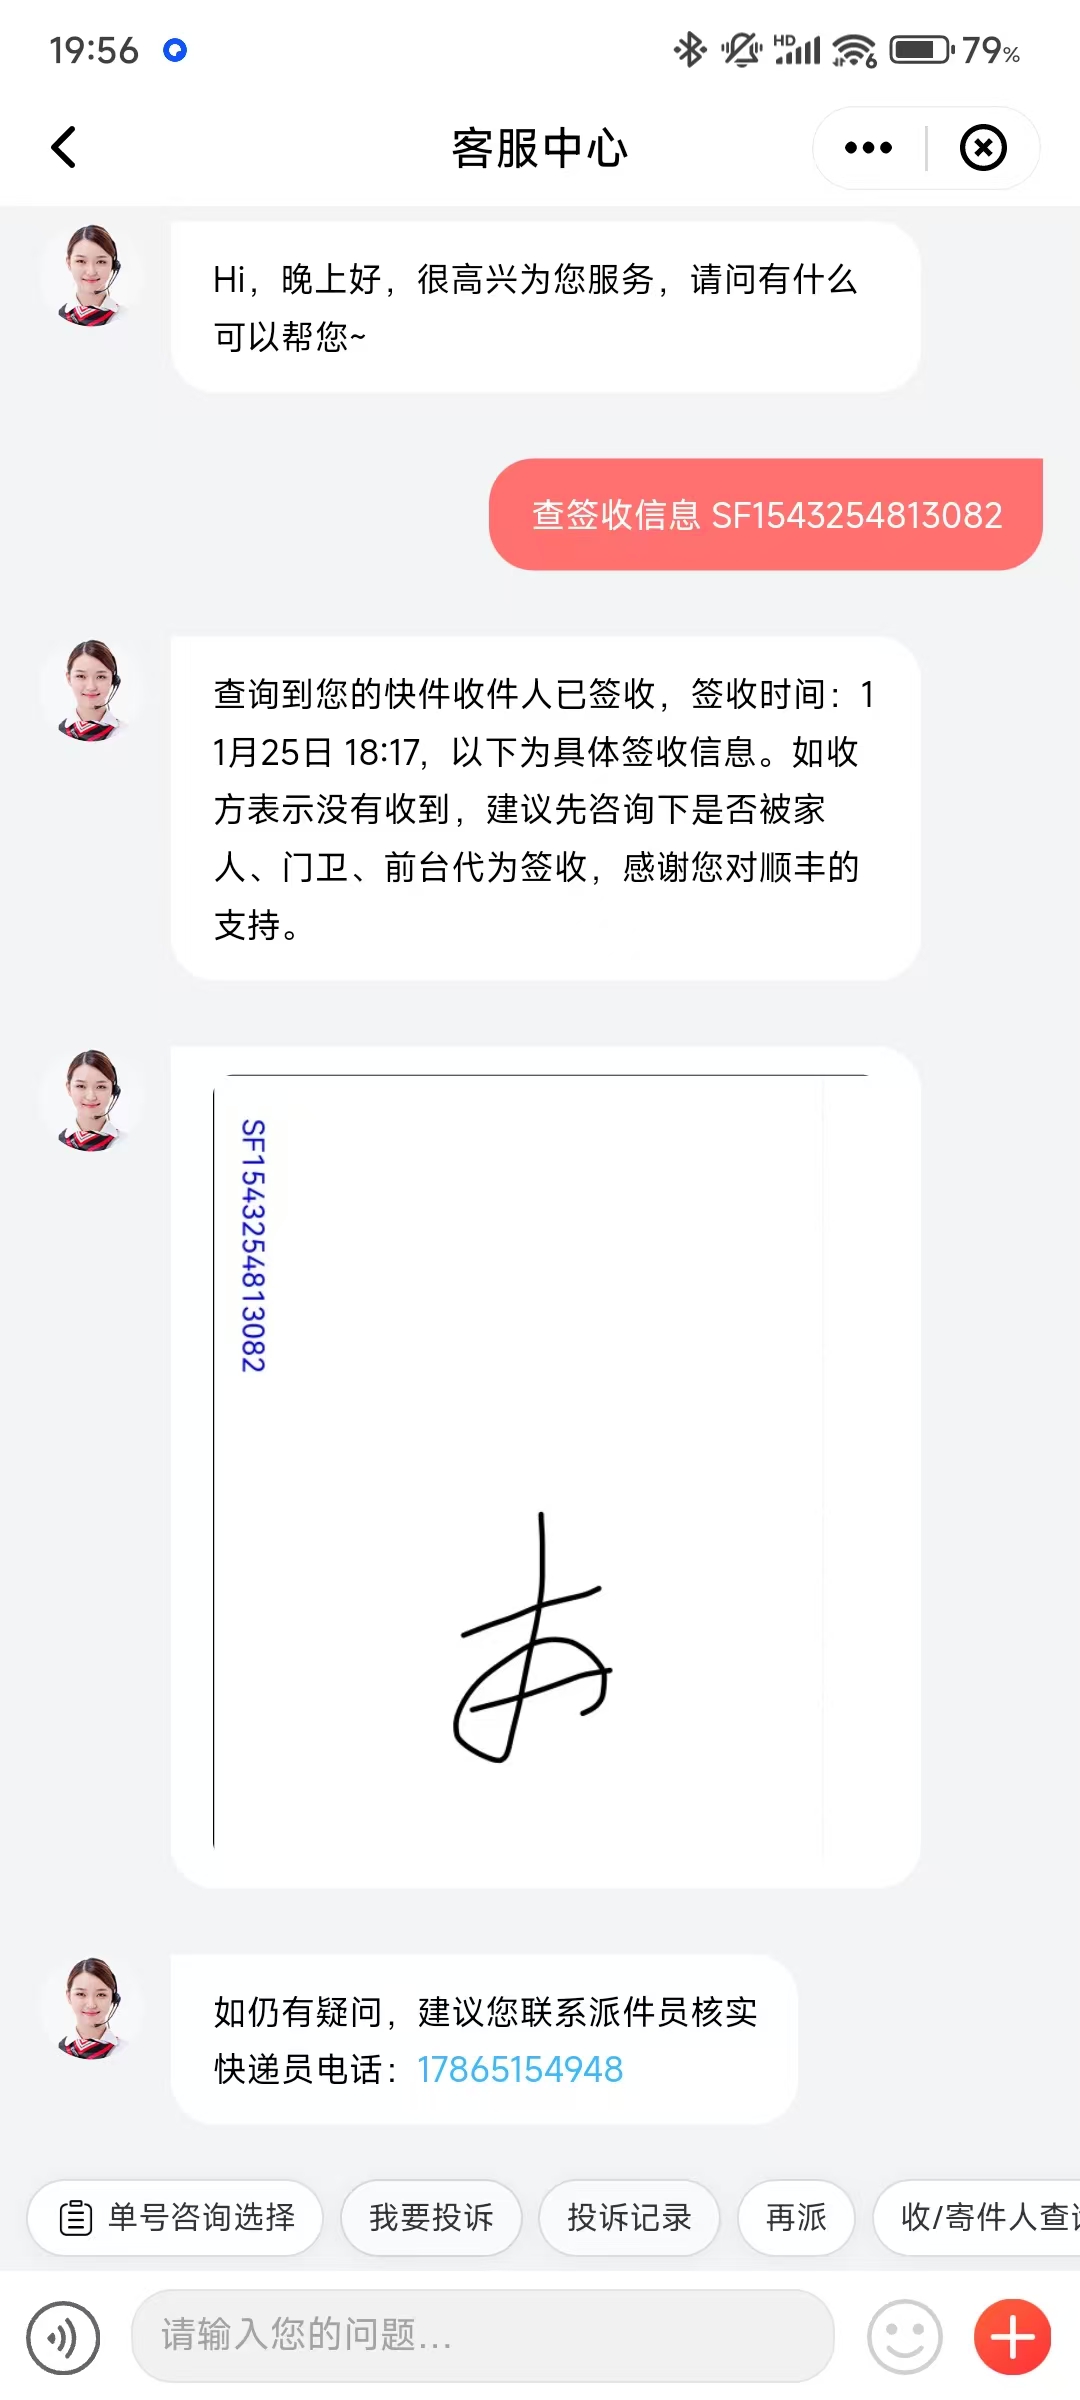 19:56
HD
6
79%
客服中心
Hi，晚上好，很高兴为您服务，请问有什么
可以帮您~
查签收信息 SF1543254813082
查询到您的快件收件人已签收，签收时间：1
1月25日 18:17，以下为具体签收信息。如收
方表示没有收到，建议先咨询下是否被家
人、门卫、前台代为签收，感谢您对顺丰的
支持。
SF1543254813082
如仍有疑问，建议您联系派件员核实
快递员电话：17865154948
单号咨询选择
我要投诉
投诉记录
再派
收/寄件人查
请输入您的问题...